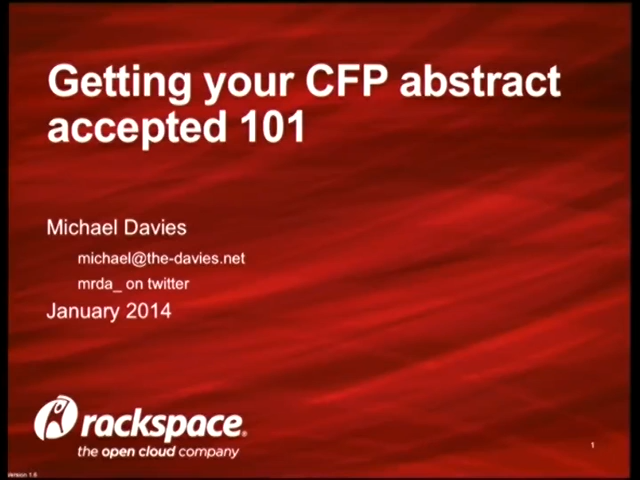 Getting your CFP abstract
accepted 101
Michael Davies
michael@the-davies.net
mrda_ on twitter
January 2014
rackspace®
the open cloud company
1
Version 1.6